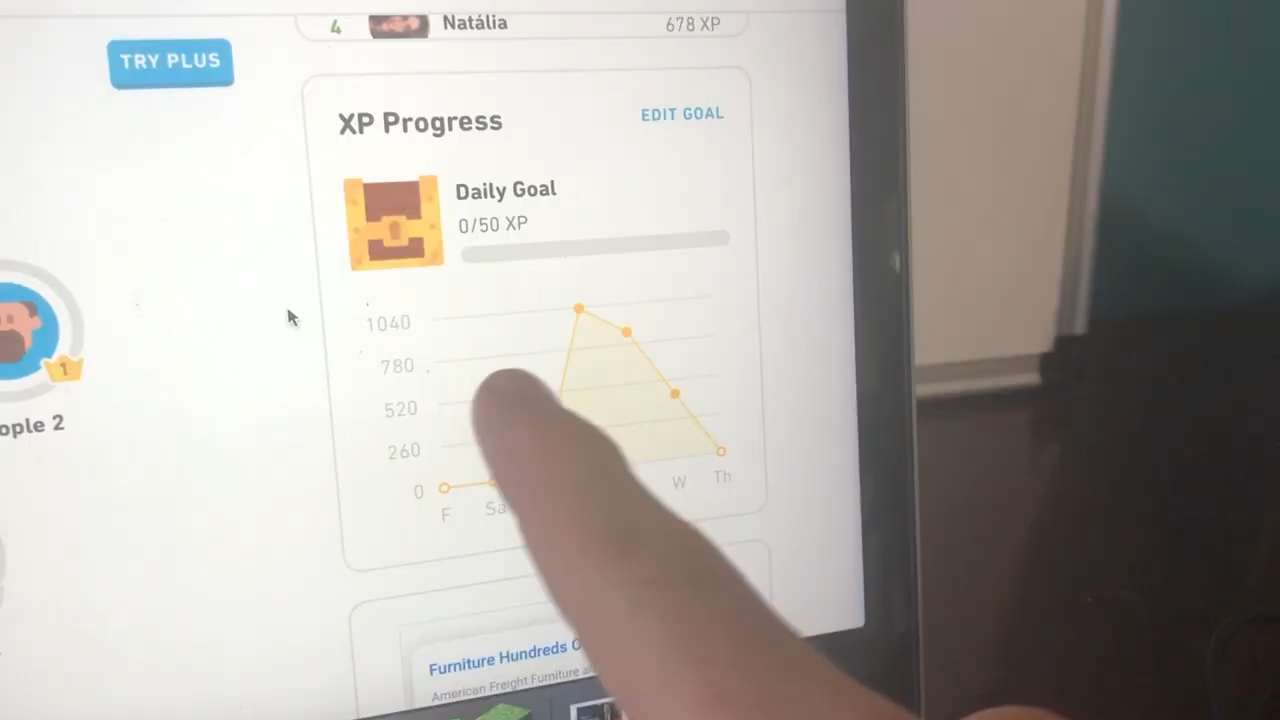 4 Natália 678 XP
TRY PLUS
XP Progress EDIT GOAL
Daily Goal
0/50 XP
1040
780
520
260
0
F Sa W Th
ople 2
1
Furniture Hundreds O
American Freight Furniture a